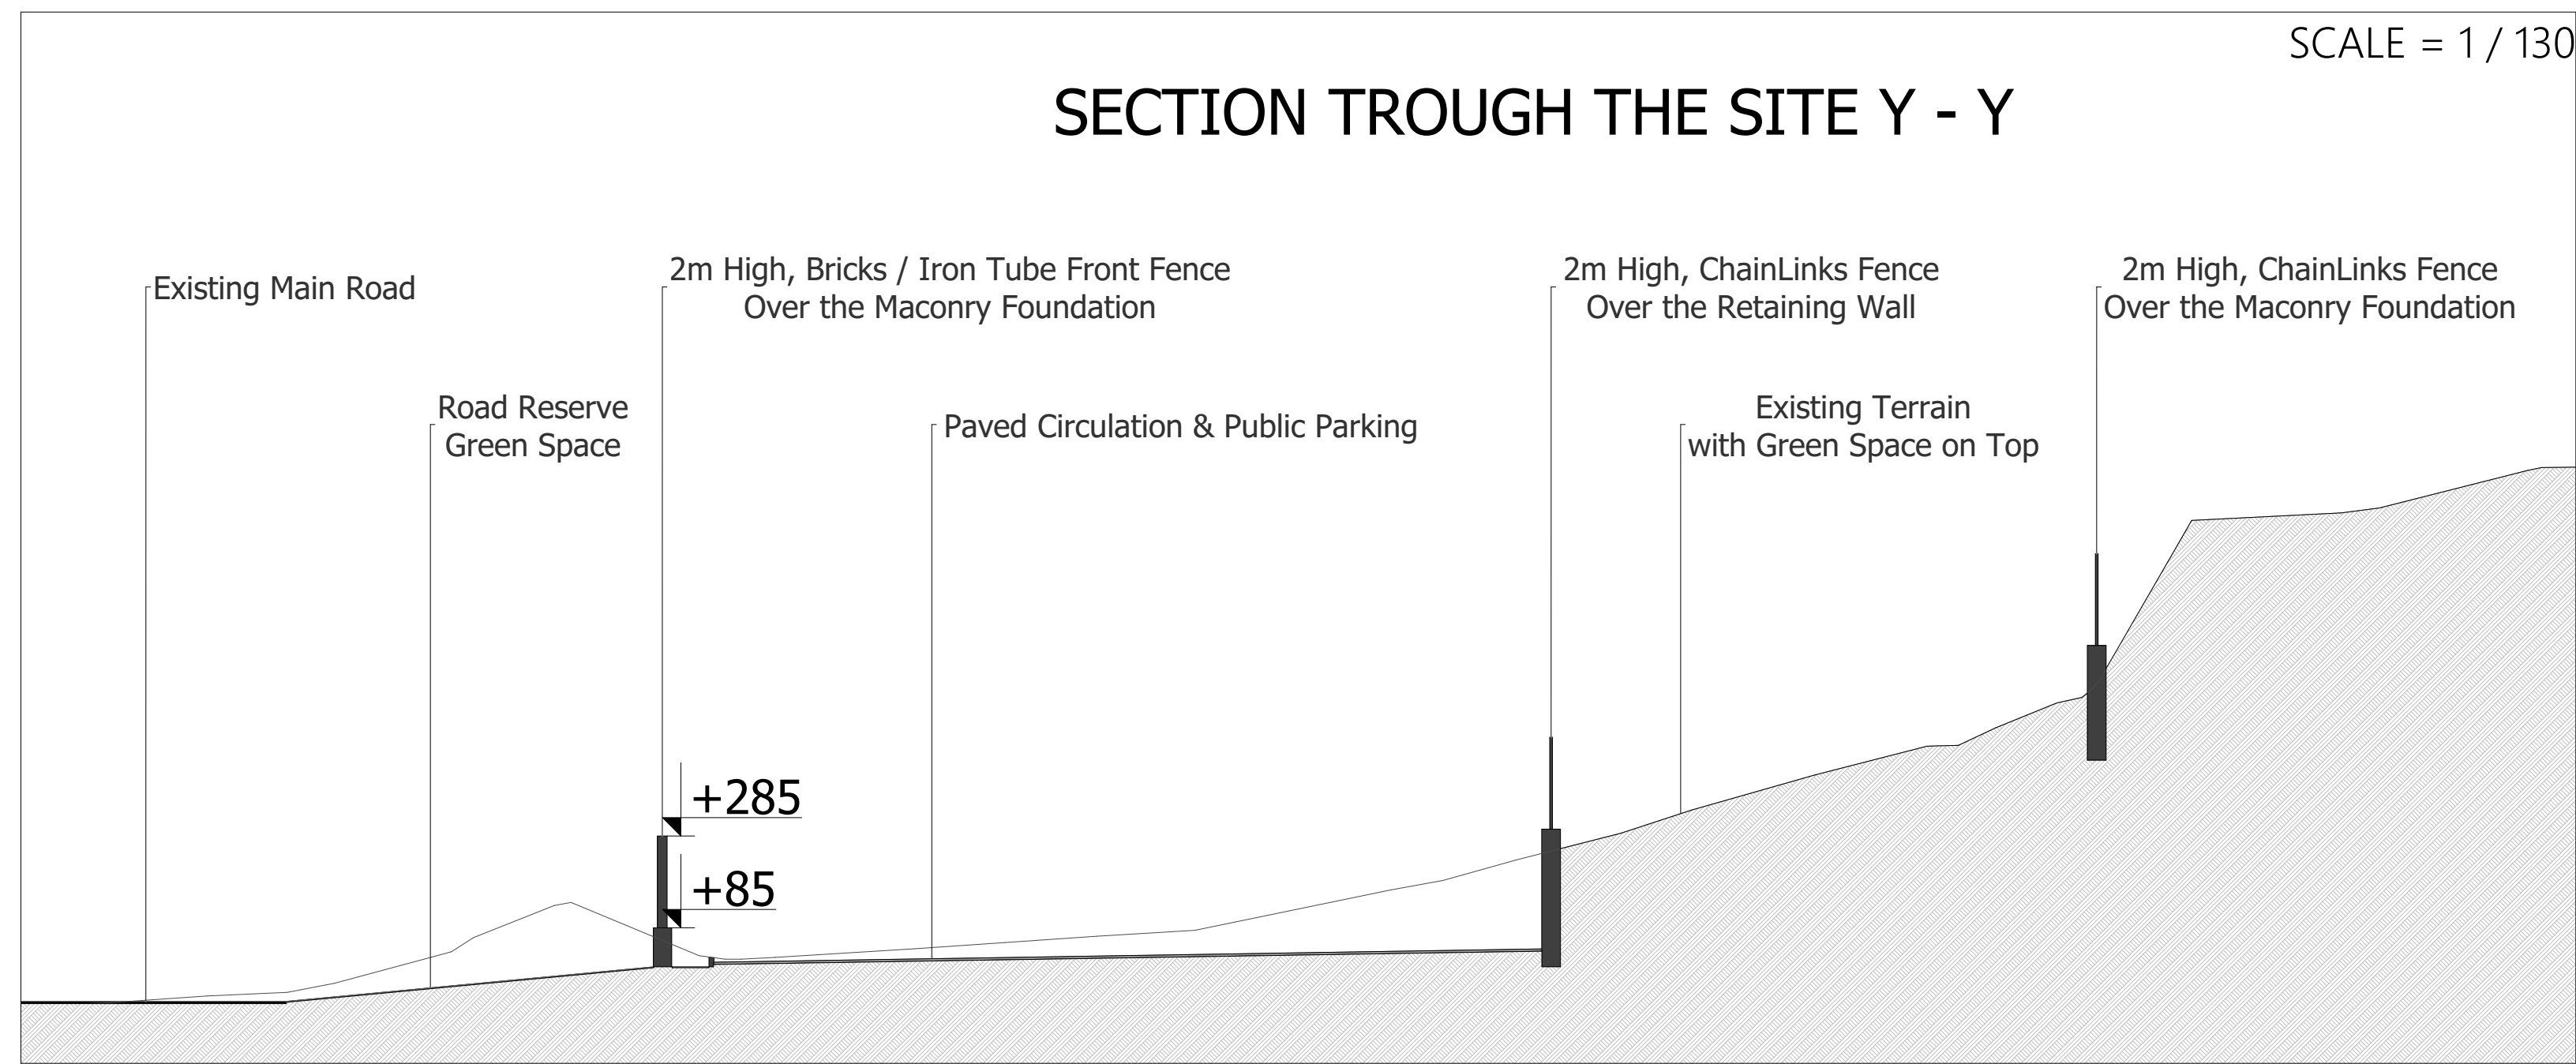 SCALE = 1 / 130
SECTION TROUGH THE SITE Y - Y
Existing Main Road
2m High, Bricks / Iron Tube Front Fence
Over the Maconry Foundation
2m High, ChainLinks Fence
Over the Retaining Wall
2m High, ChainLinks Fence
Over the Maconry Foundation
Road Reserve
Green Space
Paved Circulation & Public Parking
Existing Terrain
with Green Space on Top
+285
+85